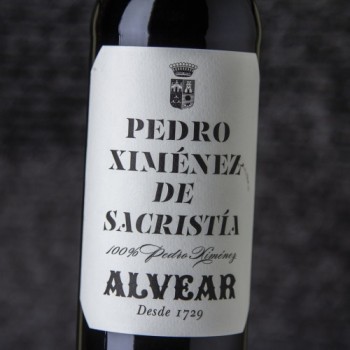 PEDRO
XIMÉNEZ
DE
SACRISTÍA
100% Pedro Ximénez
ALVEAR
Desde 1729